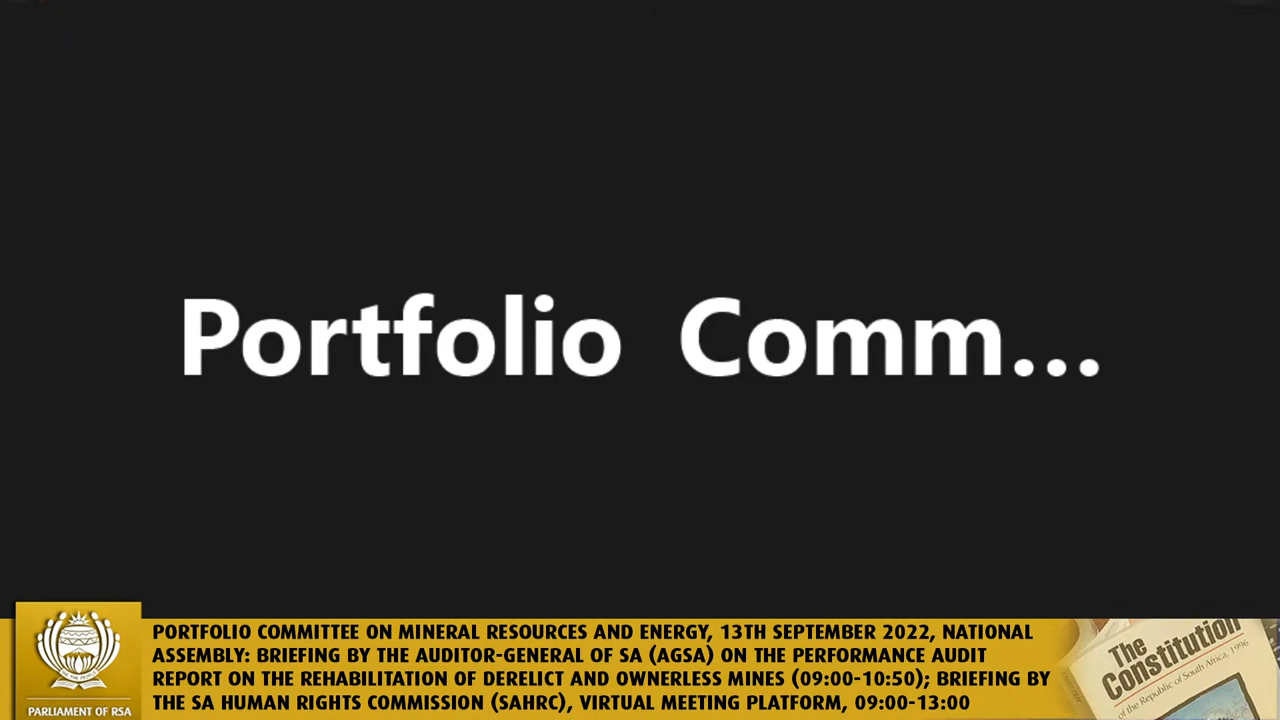 Portfolio Comm...
PORTFOLIO COMMITTEE ON MINERAL RESOURCES AND ENERGY, 13TH SEPTEMBER 2022, NATIONAL
ASSEMBLY: BRIEFING BY THE AUDITOR-GENERAL OF SA (AGSA) ON THE PERFORMANCE AUDIT
REPORT ON THE REHABILITATION OF DERELICT AND OWNERLESS MINES (09:00-10:50); BRIEFING BY
THE SA HUMAN RIGHTS COMMISSION (SAHRC), VIRTUAL MEETING PLATFORM, 09:00-13:00
PARLIAMENT OF RSA
The
Constitution
of the Republic of South Africa, 1996